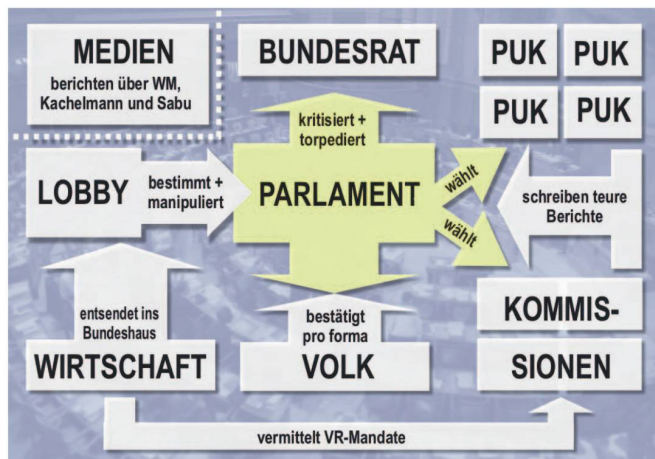 MEDIEN
berichten über WM,
Kachelmann und Sabu
BUNDESRAT
PUK
PUK
PUK
PUK
kritisiert +
torpediert
LOBBY
bestimmt +
manipuliert
PARLAMENT
wählt
wählt
schreiben teure
Berichte
entsendet ins
Bundeshaus
bestätigt
pro forma
KOMMIS-
SIONEN
WIRTSCHAFT
VOLK
vermittelt VR-Mandate